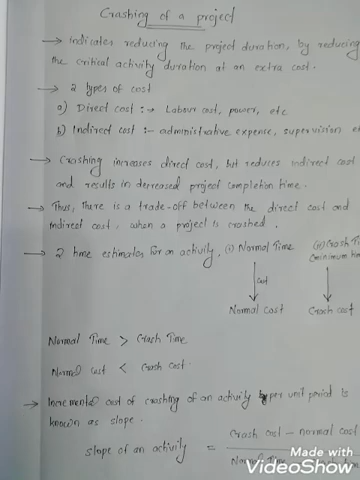 Crashing of a project
→ Indicates reducing the project duration, by reducing
the critical activity duration at an extra cost.
→ 2 types of cost
a) Direct cost :→ Labour cost, power, etc
b) Indirect cost :- administrative expense, supervision
→ Crashing increases direct cost, but reduces indirect cost
and results in decreased project completion time.
→ Thus, there is a trade-off between the direct cost and
indirect cost, when a project is crashed.
→ 2 time estimates for an activity, (i) Normal Time (ii) Crash
(minimum
Cost
Normal Cost Crash cost
Normal Time > Crash Time
Normal cost < Crash cost
→ Incremental cost of crashing of an activity per unit period is
known as slope.
slope of an activity = Crash cost - normal cost
Normal Time
Made with
VideoShow